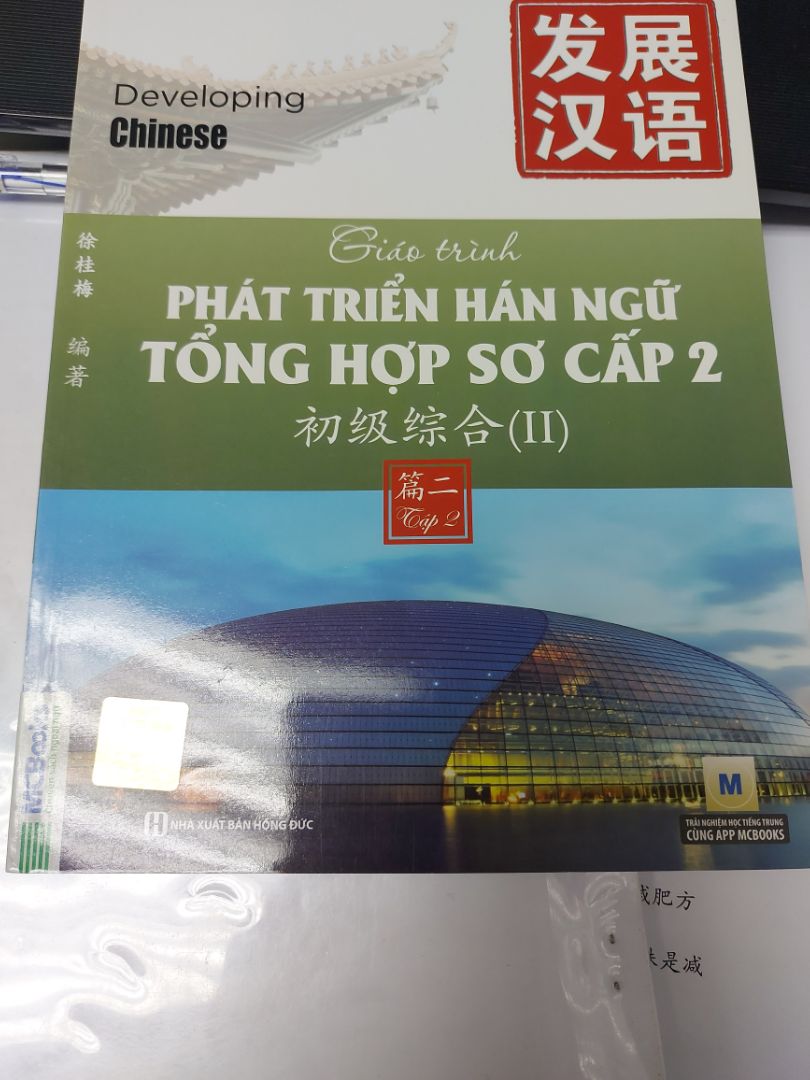 Developing
Chinese
发展
汉语
徐桂梅 编著
Giáo trình
PHÁT TRIỂN HÁN NGỮ
TỔNG HỢP SƠ CẤP 2
初级综合(II)
篇二
Tập 2
MCBooks
NHÀ XUẤT BẢN HỒNG ĐỨC
M
TRẢI NGHIỆM HỌC TIẾNG TRUNG
CÙNG APP MCBOOKS
肥方
是减